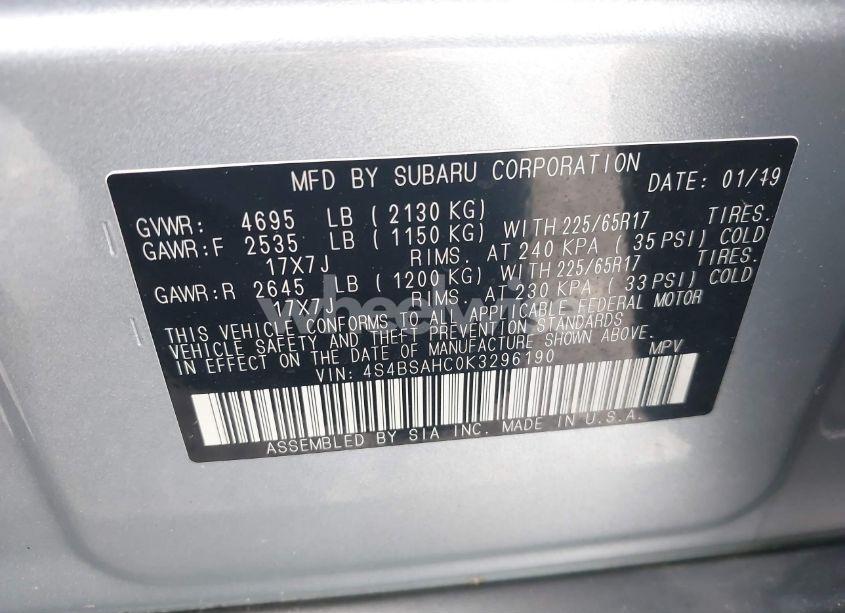 MFD BY SUBARU CORPORATION DATE: 01/19
GVWR: 4695 LB ( 2130 KG)
GAWR:F 2535 LB ( 1150 KG) WITH 225/65R17 TIRES.
17X7J RIMS. AT 240 KPA ( 35 PSI) COLD
GAWR:R 2645 LB ( 1200 KG) WITH 225/65R17 TIRES.
17X7J RIMS. AT 230 KPA ( 33 PSI) COLD
THIS VEHICLE CONFORMS TO ALL APPLICABLE FEDERAL MOTOR
VEHICLE SAFETY AND THEFT PREVENTION STANDARDS
IN EFFECT ON THE DATE OF MANUFACTURE SHOWN ABOVE.
VIN: 4S4BSAHC0K3296190 MPV
ASSEMBLED BY SIA INC. MADE IN U.S.A.